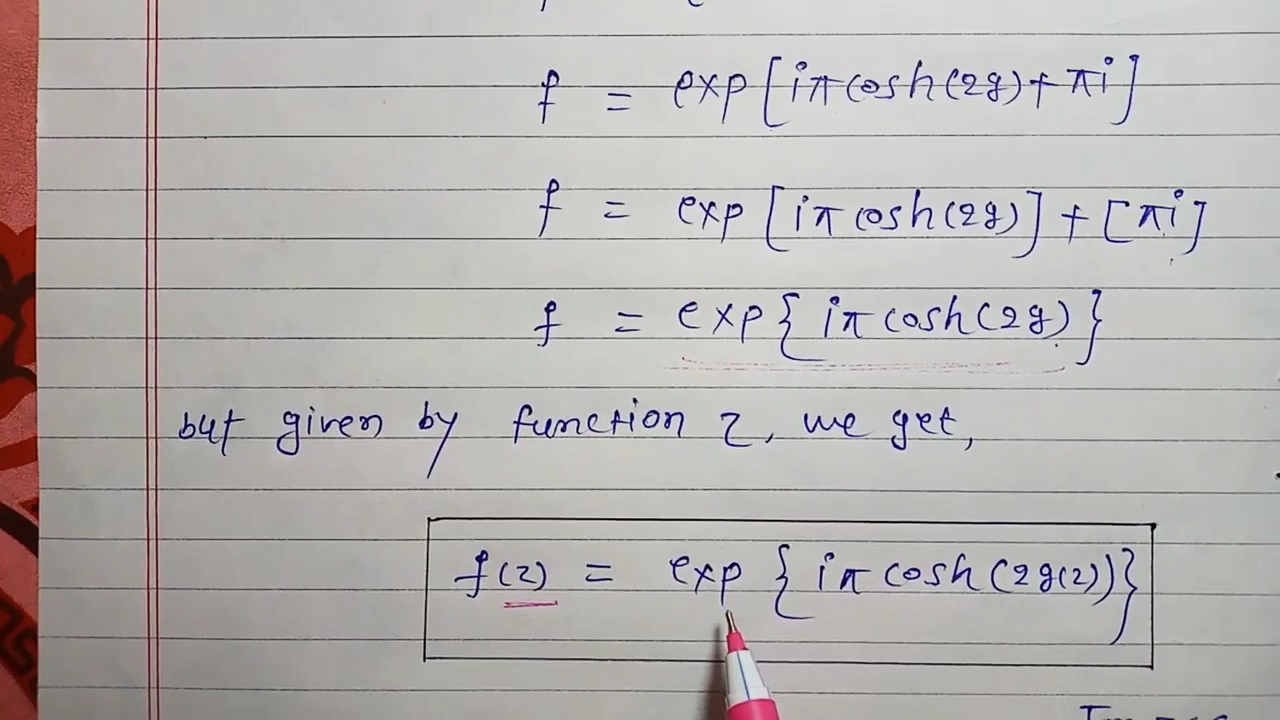 f = exp[iπ cosh(2g) + πi]
f = exp[iπ cosh(2g)] + [πi]
f = exp{iπ cosh(2g)}
but given by function z, we get,
f(z) = exp{iπ cosh(2g(z))}